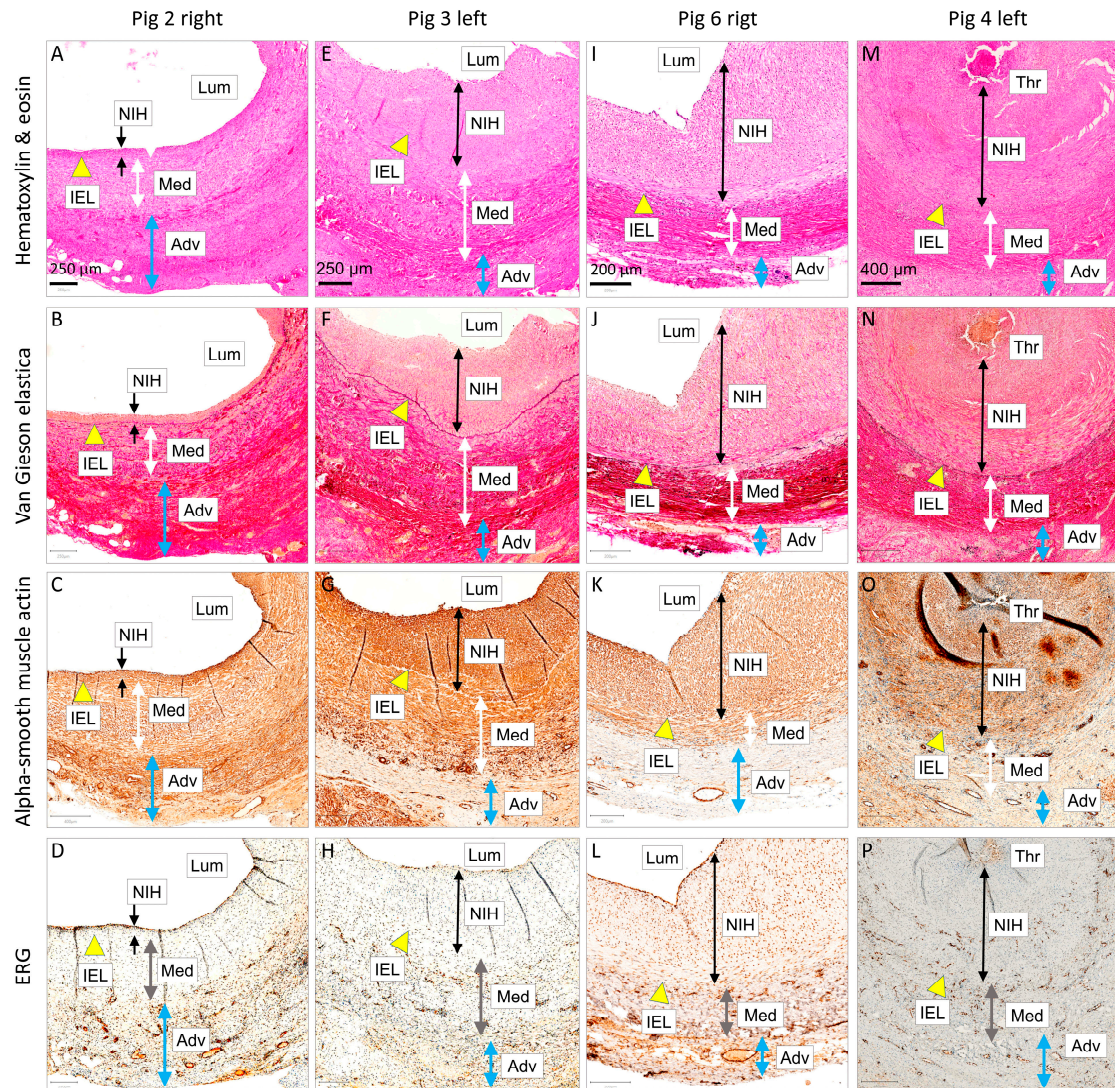 Pig 2 right
Pig 3 left
Pig 6 rigt
Pig 4 left
Hematoxylin & eosin
A
Lum
NIH
IEL
Med
Adv
250 µm
E
Lum
NIH
IEL
Med
Adv
250 µm
I
Lum
NIH
IEL
Med
Adv
200 µm
M
Thr
NIH
IEL
Med
Adv
400 µm
Van Gieson elastica
B
Lum
NIH
IEL
Med
Adv
F
Lum
NIH
IEL
Med
Adv
J
Lum
NIH
IEL
Med
Adv
N
Thr
NIH
IEL
Med
Adv
Alpha-smooth muscle actin
C
Lum
NIH
IEL
Med
Adv
G
Lum
NIH
IEL
Med
Adv
K
Lum
NIH
IEL
Med
Adv
O
Thr
NIH
IEL
Med
Adv
ERG
D
Lum
NIH
IEL
Med
Adv
H
Lum
NIH
IEL
Med
Adv
L
Lum
NIH
IEL
Med
Adv
P
Thr
NIH
IEL
Med
Adv